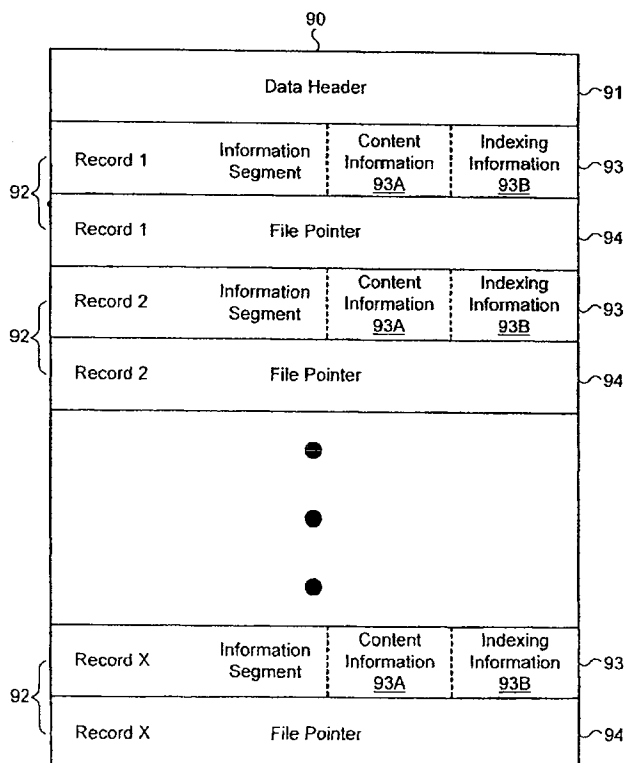 90
Data Header
91
Record 1 Information Segment Content Information 93A Indexing Information 93B
93
92
Record 1 File Pointer
94
Record 2 Information Segment Content Information 93A Indexing Information 93B
93
92
Record 2 File Pointer
94
Record X Information Segment Content Information 93A Indexing Information 93B
93
92
Record X File Pointer
94